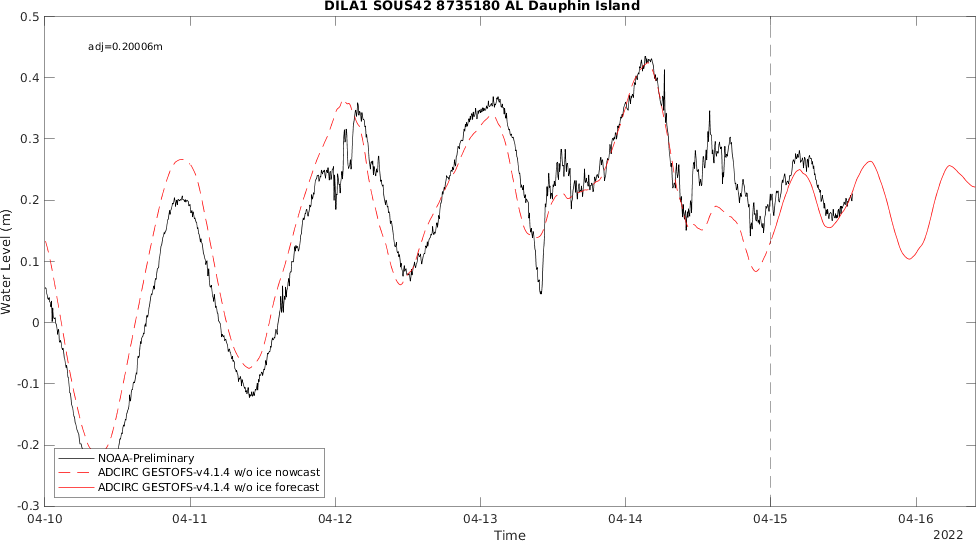 DILA1 SOUS42 8735180 AL Dauphin Island
adj=0.20006m
0.5
0.4
0.3
0.2
0.1
0
-0.1
-0.2
-0.3
Water Level (m)
NOAA-Preliminary
ADCIRC GESTOFS-v4.1.4 w/o ice nowcast
ADCIRC GESTOFS-v4.1.4 w/o ice forecast
04-10 04-11 04-12 04-13 04-14 04-15 04-16
Time
2022